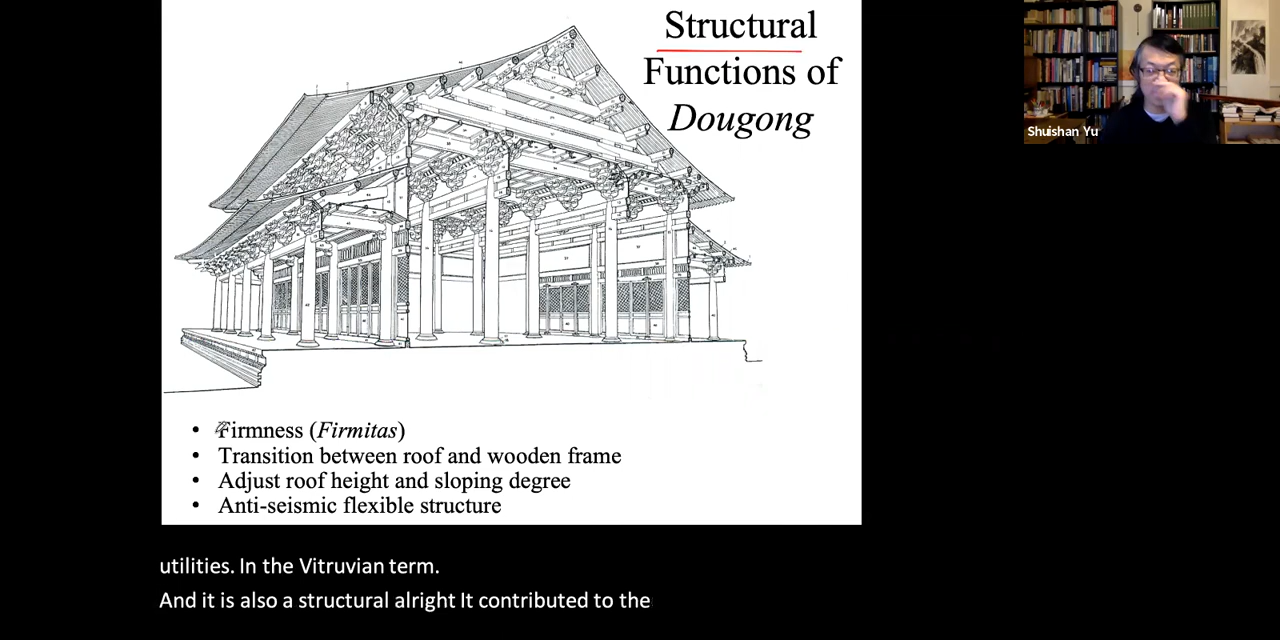 Structural
Functions of
Dougong
Shuishan Yu
• Firmness (Firmitas)
• Transition between roof and wooden frame
• Adjust roof height and sloping degree
• Anti-seismic flexible structure
utilities. In the Vitruvian term.
And it is also a structural alright It contributed to the